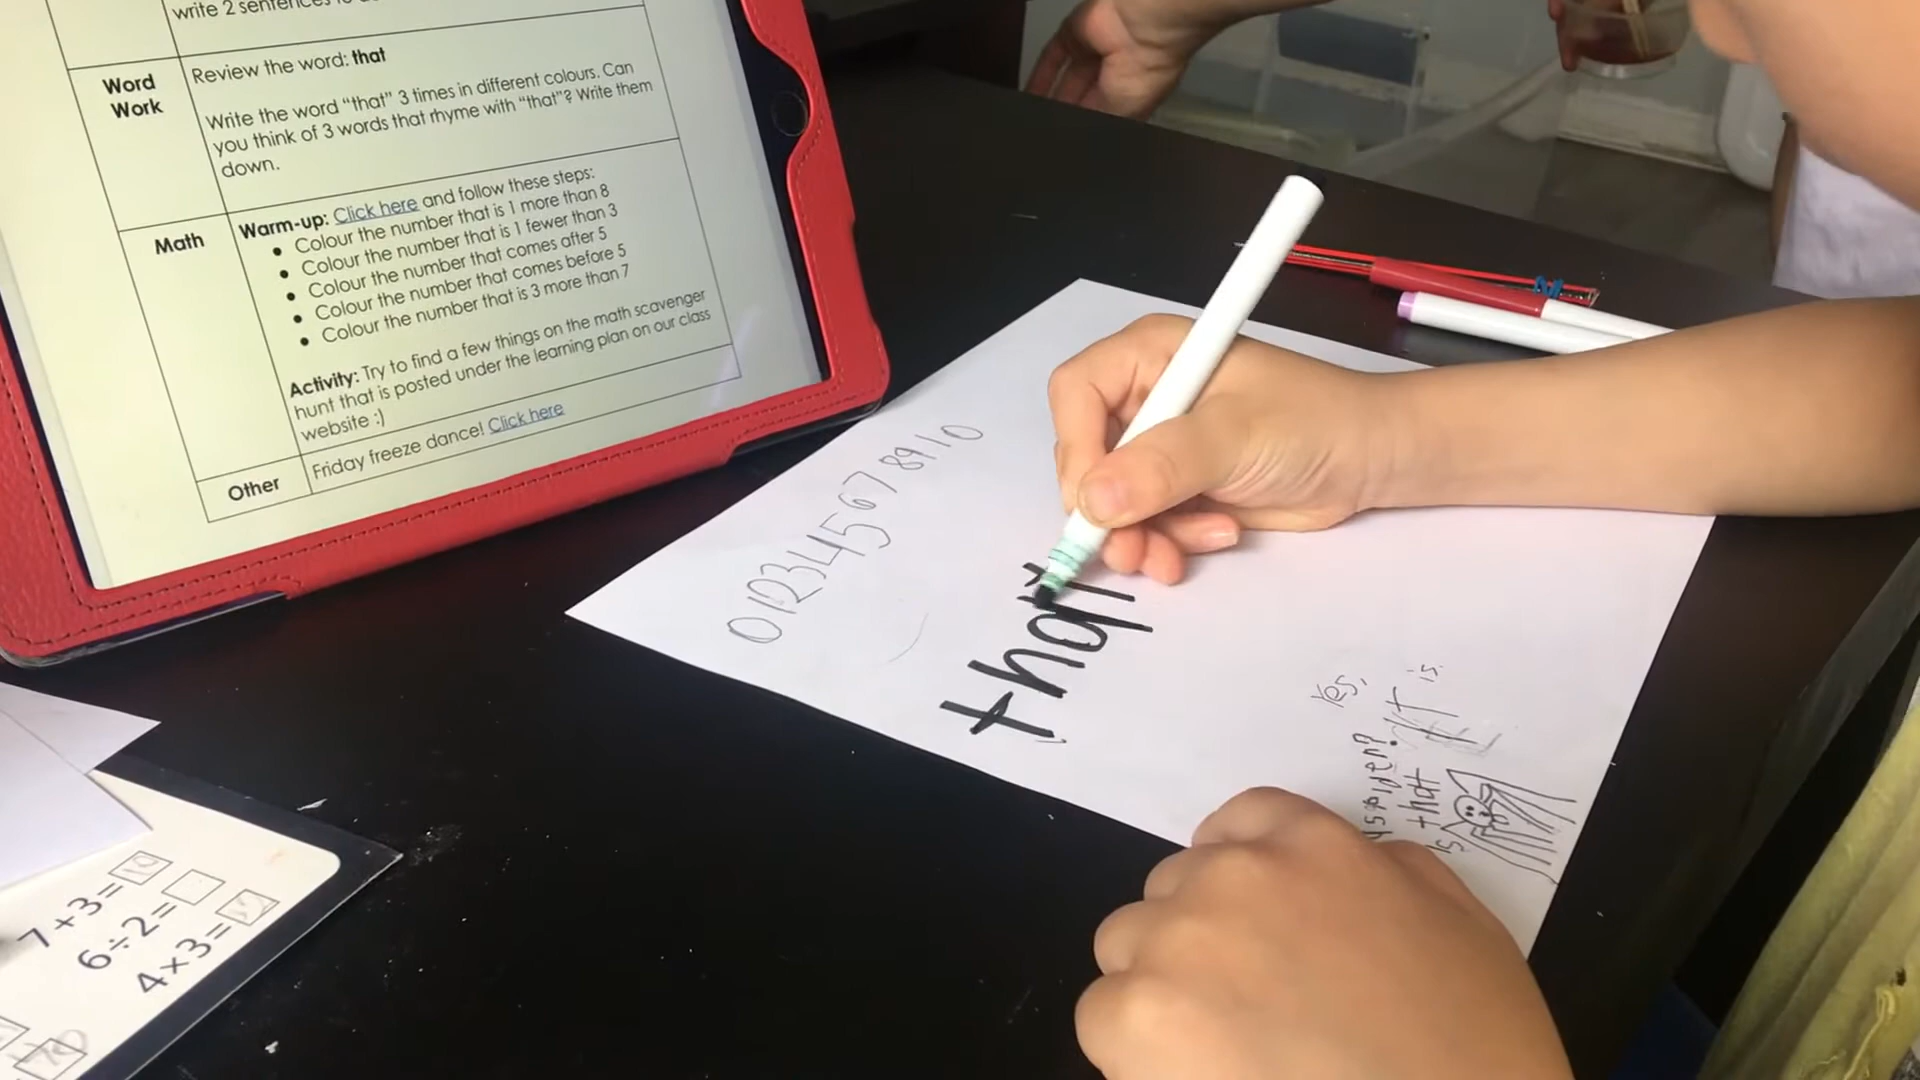 write 2 sentences to
Word
Work
Review the word: that
Write the word “that” 3 times in different colours. Can
you think of 3 words that rhyme with “that”? Write them
down.
Math
Warm-up: Click here and follow these steps:
• Colour the number that is 1 more than 8
• Colour the number that is 1 fewer than 3
• Colour the number that comes after 5
• Colour the number that comes before 5
• Colour the number that is 3 more than 7
Activity: Try to find a few things on the math scavenger
hunt that is posted under the learning plan on our class
website :)
Other
Friday freeze dance! Click here
0 1 2 3 4 5 6 7 8 9 1 0
that
Yes,
is.
that
7+3=10
6÷2=
4×3=